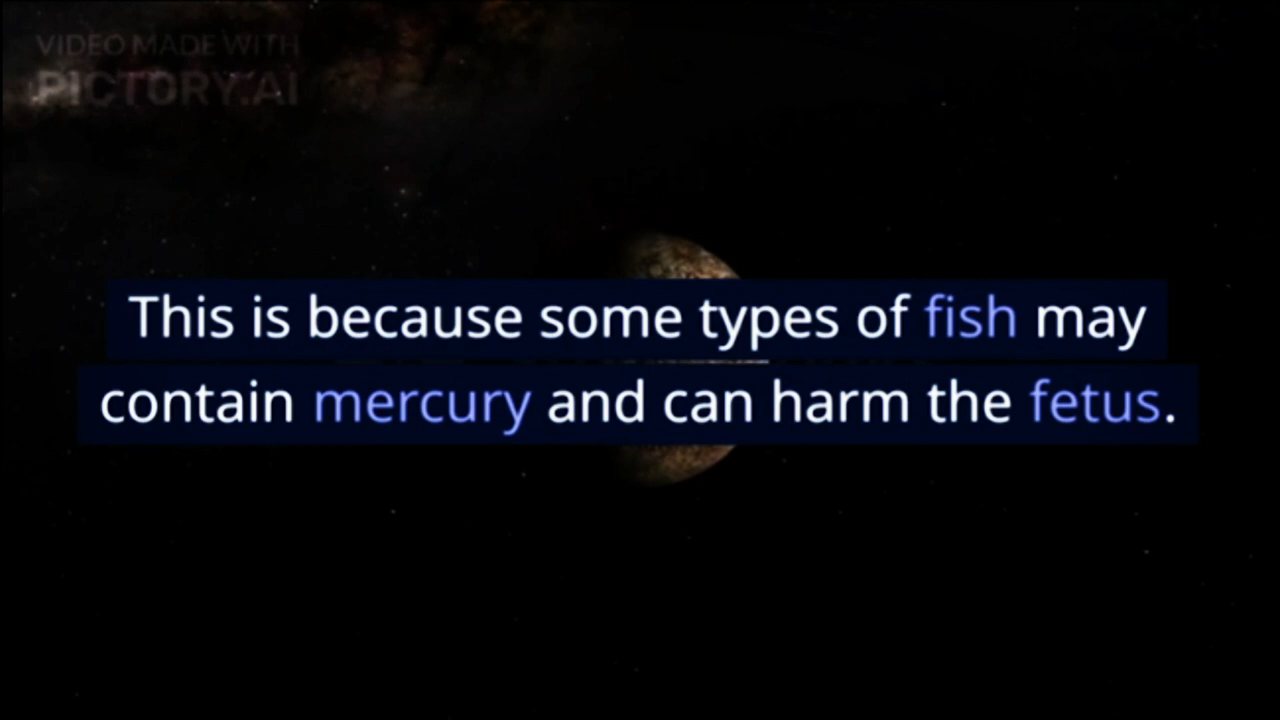 VIDEO MADE WITH
PICTORY.AI
This is because some types of fish may
contain mercury and can harm the fetus.